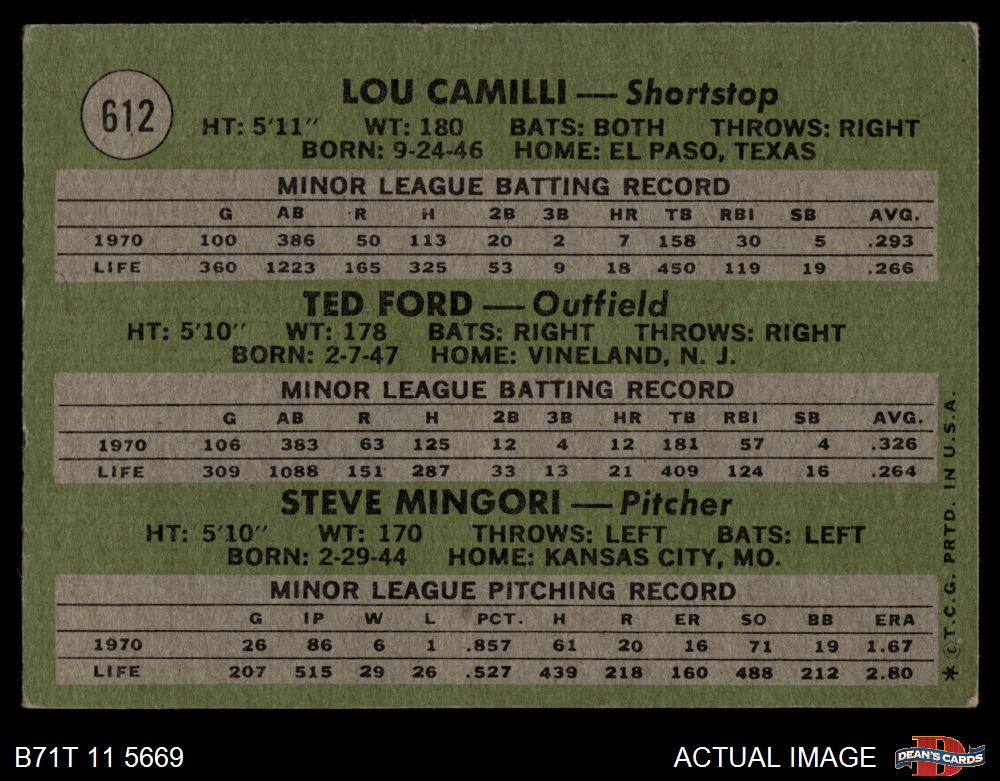 612
LOU CAMILLI — Shortstop
HT: 5'11" WT: 180 BATS: BOTH THROWS: RIGHT
BORN: 9-24-46 HOME: EL PASO, TEXAS
MINOR LEAGUE BATTING RECORD
G AB R H 2B 3B HR TB RBI SB AVG.
1970 100 386 50 113 20 2 7 158 30 5 .293
LIFE 360 1223 165 325 53 9 18 450 119 19 .266
TED FORD — Outfield
HT: 5'10" WT: 178 BATS: RIGHT THROWS: RIGHT
BORN: 2-7-47 HOME: VINELAND, N. J.
MINOR LEAGUE BATTING RECORD
G AB R H 2B 3B HR TB RBI SB AVG.
1970 106 383 63 125 12 4 12 181 57 4 .326
LIFE 309 1088 151 287 33 13 21 409 124 16 .264
STEVE MINGORI — Pitcher
HT: 5'10" WT: 170 THROWS: LEFT BATS: LEFT
BORN: 2-29-44 HOME: KANSAS CITY, MO.
MINOR LEAGUE PITCHING RECORD
G IP W L PCT. H R ER SO BB ERA
1970 26 86 6 1 .857 61 20 16 71 19 1.67
LIFE 207 515 29 26 .527 439 218 160 488 212 2.80
* © T.C.G. PRTD. IN U.S.A.
B71T 11 5669
ACTUAL IMAGE
D
DEAN'S CARDS